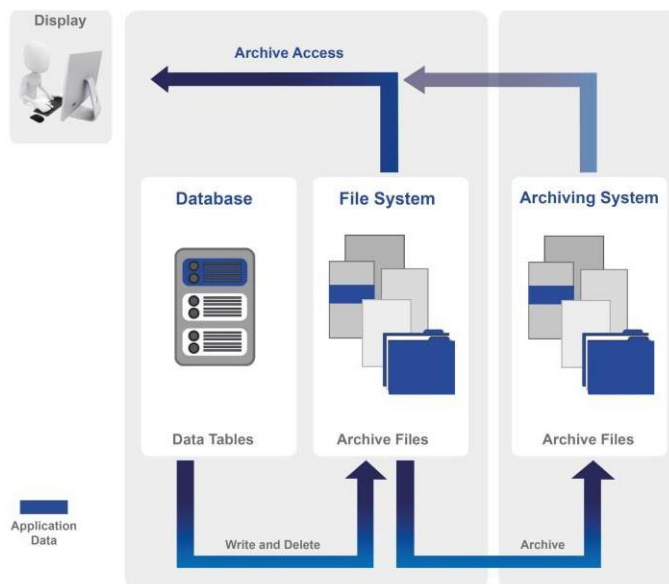 Display
Archive Access
Database
File System
Archiving System
Data Tables
Archive Files
Archive Files
Application
Data
Write and Delete
Archive